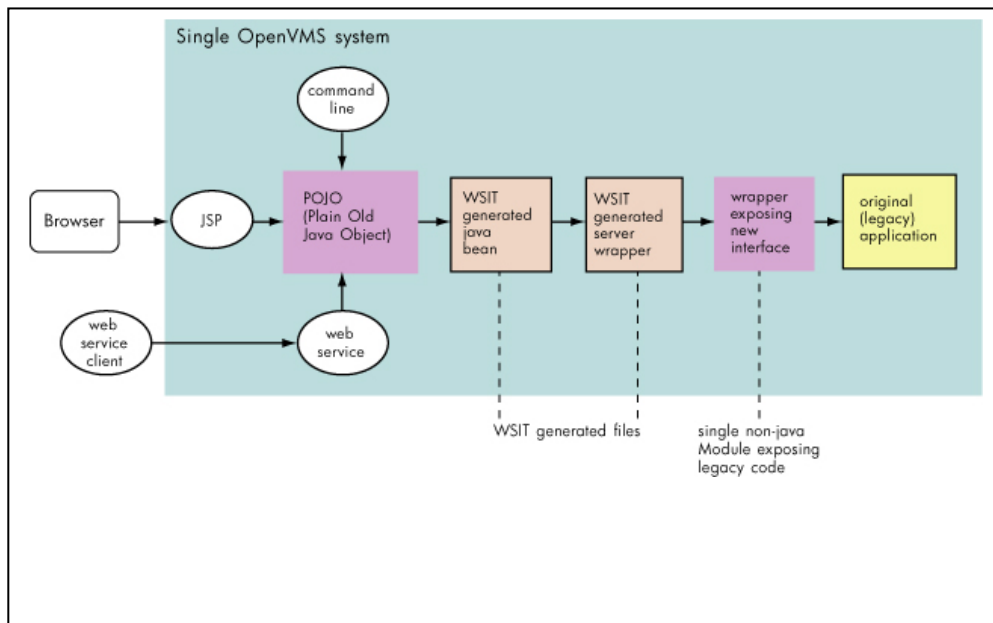 Single OpenVMS system
command
line
Browser
JSP
POJO
(Plain Old
Java Object)
WSIT
generated
java
bean
WSIT
generated
server
wrapper
wrapper
exposing
new
interface
original
(legacy)
application
web
service
client
web
service
WSIT generated files
single non-java
Module exposing
legacy code